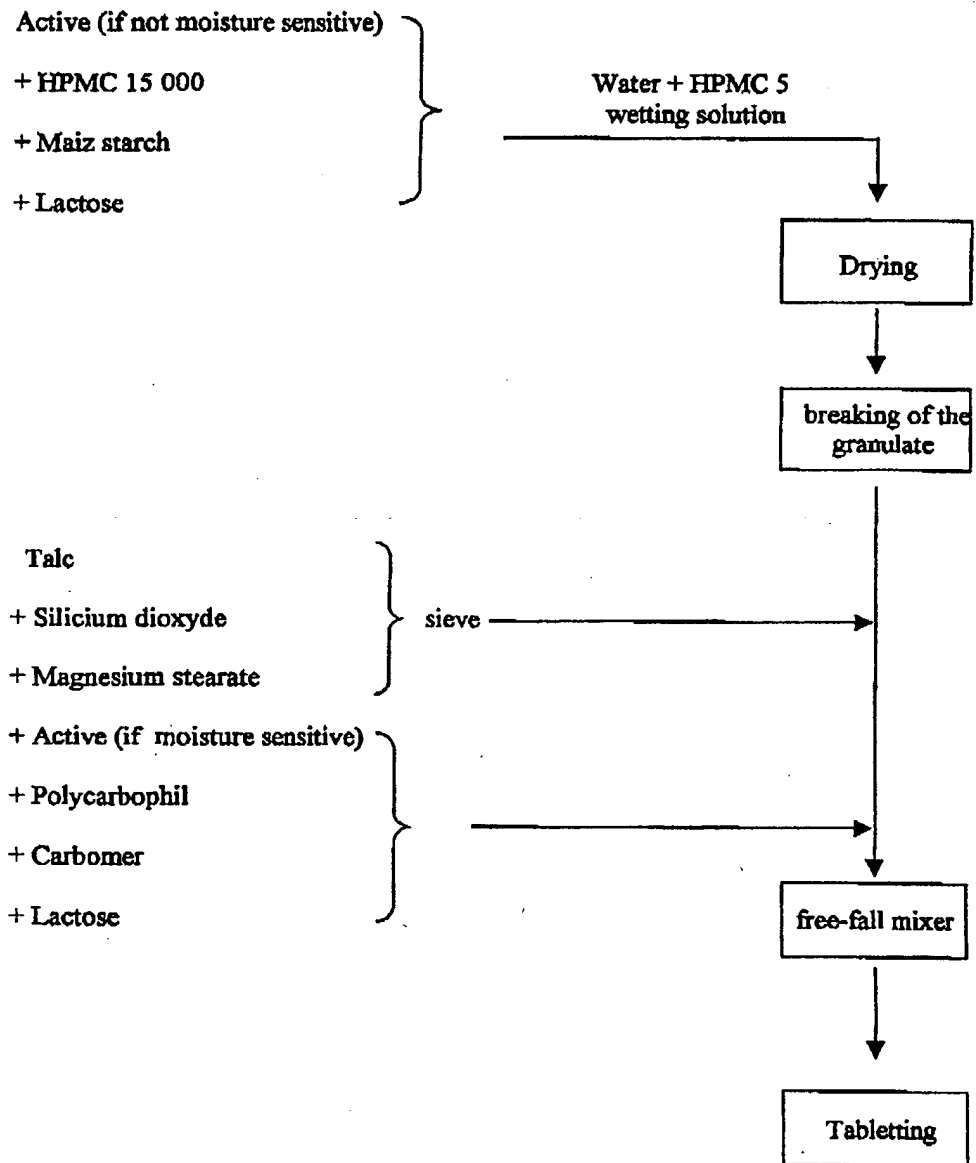 Active (if not moisture sensitive)
+ HPMC 15 000
+ Maiz starch
+ Lactose
Water + HPMC 5
wetting solution
Drying
breaking of the
granulate
Talc
+ Silicium dioxyde
+ Magnesium stearate
sieve
+ Active (if moisture sensitive)
+ Polycarbophil
+ Carbomer
+ Lactose
free-fall mixer
Tabletting